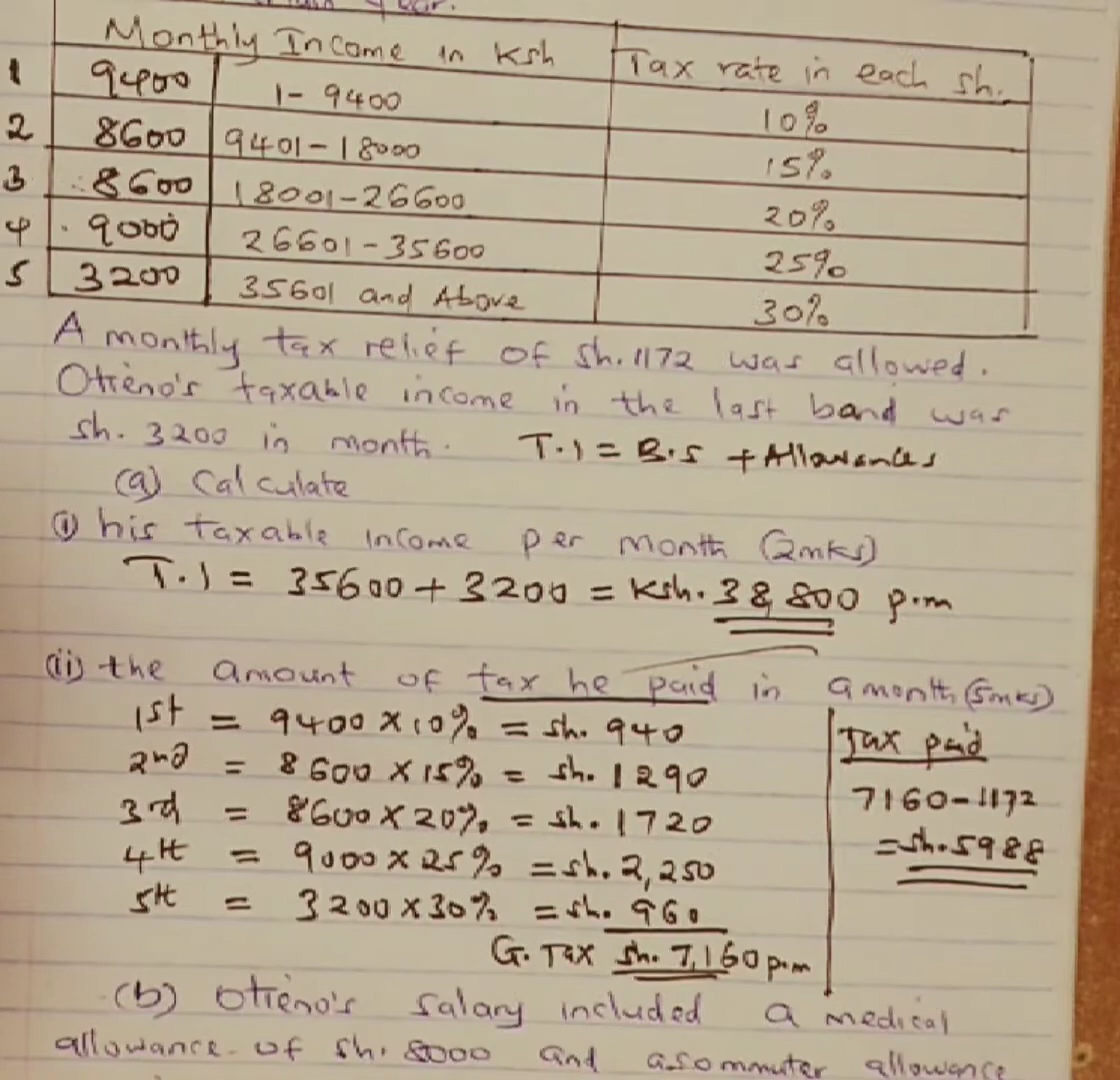 year.
Monthly Income in Ksh Tax rate in each sh.
1 9400 1- 9400 10%
2 8600 9401-18000 15%
3 8600 18001-26600 20%
4 9000 26601-35600 25%
5 3200 35601 and Above 30%
A monthly tax relief of sh.1172 was allowed.
Otieno's taxable income in the last band was
sh. 3200 in month. T.I = B.S + Allowances
(a) Calculate
(i) his taxable income per month (2mks)
T.I = 35600 + 3200 = Ksh. 38,800 p.m
(ii) the amount of tax he paid in a month (5mks)
1st = 9400 x 10% = sh. 940
2nd = 8600 x 15% = sh. 1290
3rd = 8600 x 20% = sh. 1720
4th = 9000 x 25% = sh. 2,250
5th = 3200 x 30% = sh. 960
G. Tax sh. 7,160 p.m
Tax paid
7160-1172
= sh. 5988
(b) Otieno's salary included a medical
allowance of sh. 8000 and a commuter allowance